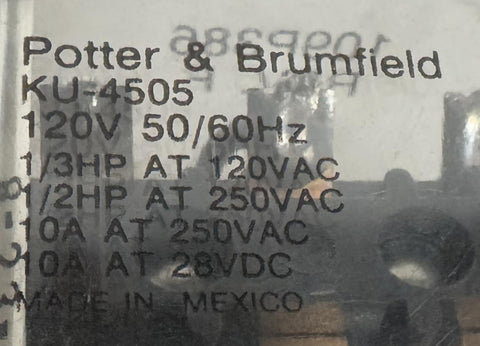 Potter & Brumfield
KU-4505
120V 50/60Hz
1/3HP AT 120VAC
1/2HP AT 250VAC
10A AT 250VAC
10A AT 28VDC
MADE IN MEXICO